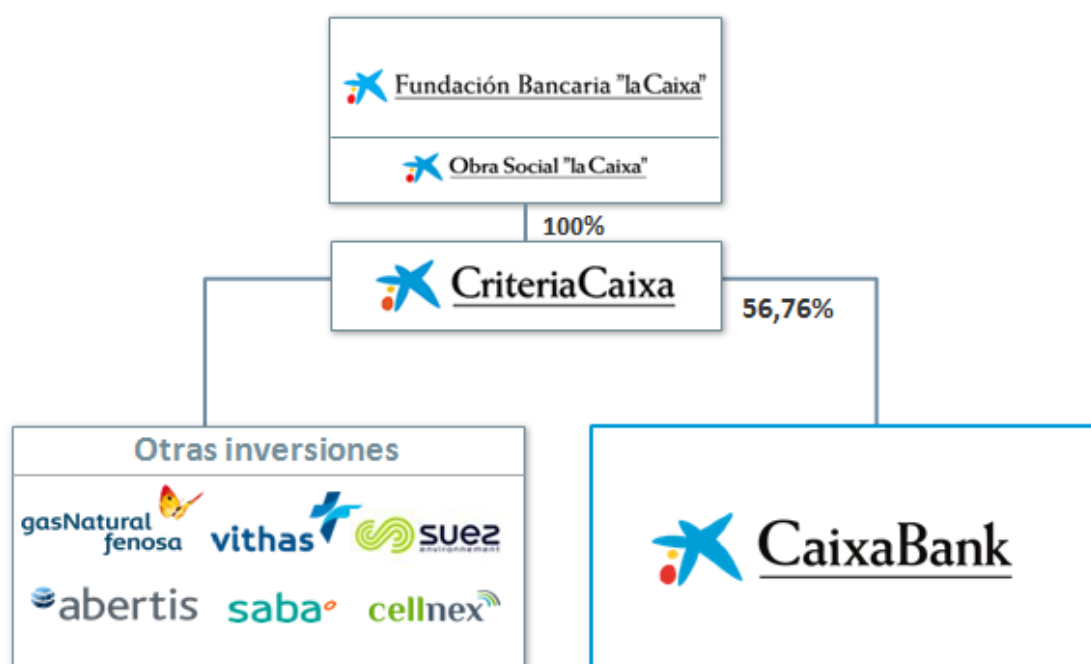 Fundación Bancaria "la Caixa"
Obra Social "la Caixa"
100%
CriteriaCaixa
56,76%
Otras inversiones
gasNatural
fenosa
vithas
suez
environnement
abertis
saba
cellnex
CaixaBank